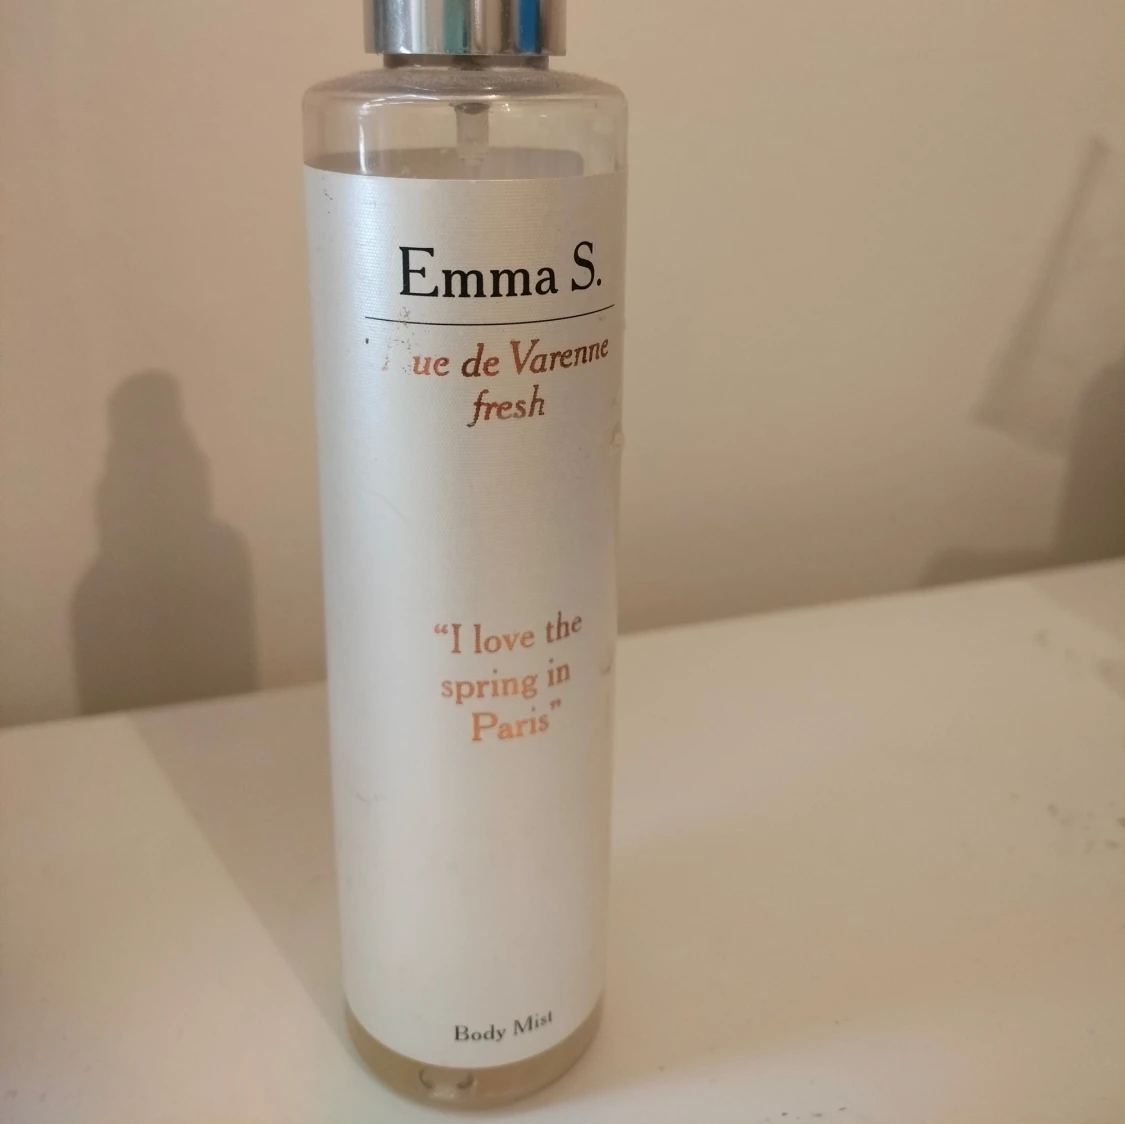 Emma S.
ue de Varenne
fresh
“I love the
spring in
Paris”
Body Mist